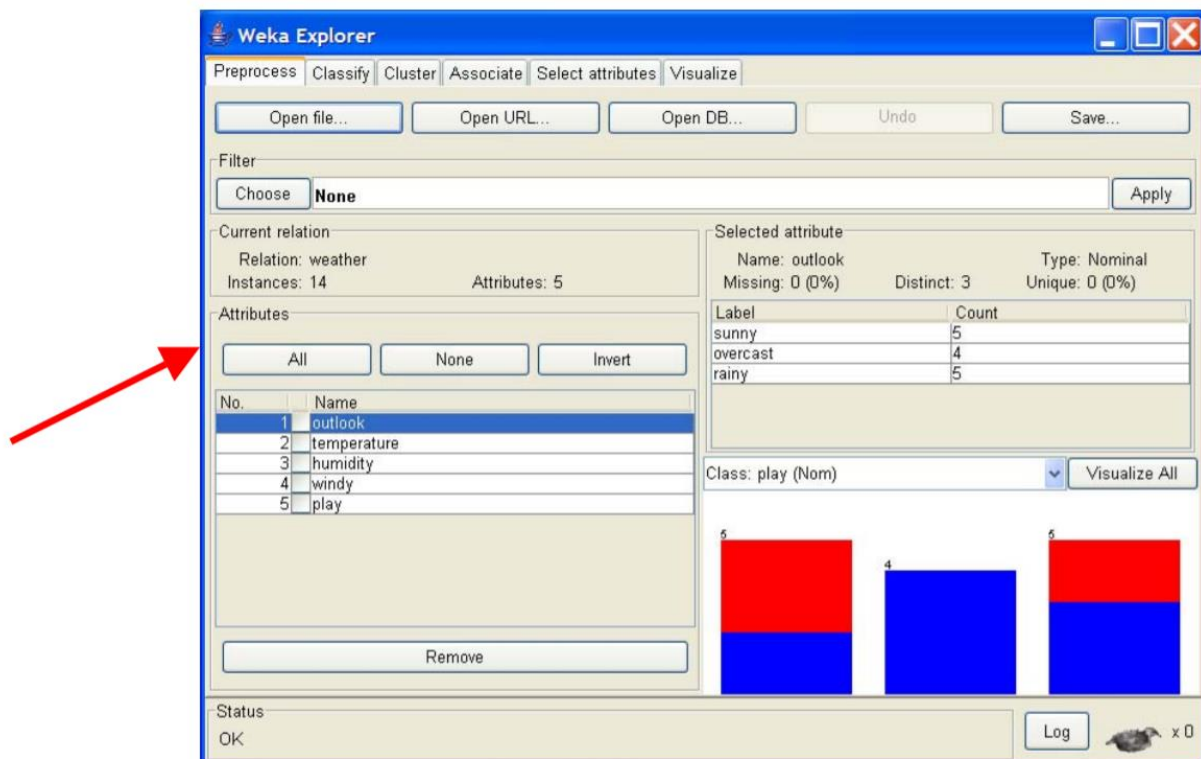 Weka Explorer
Preprocess Classify Cluster Associate Select attributes Visualize
Open file... Open URL... Open DB... Undo Save...
Filter
Choose None Apply
Current relation
Relation: weather
Instances: 14 Attributes: 5
Selected attribute
Name: outlook Type: Nominal
Missing: 0 (0%) Distinct: 3 Unique: 0 (0%)
Attributes
All None Invert
No. Name
1 outlook
2 temperature
3 humidity
4 windy
5 play
Remove
Label Count
sunny 5
overcast 4
rainy 5
Class: play (Nom) Visualize All
5 4 5
Status
OK
Log x 0